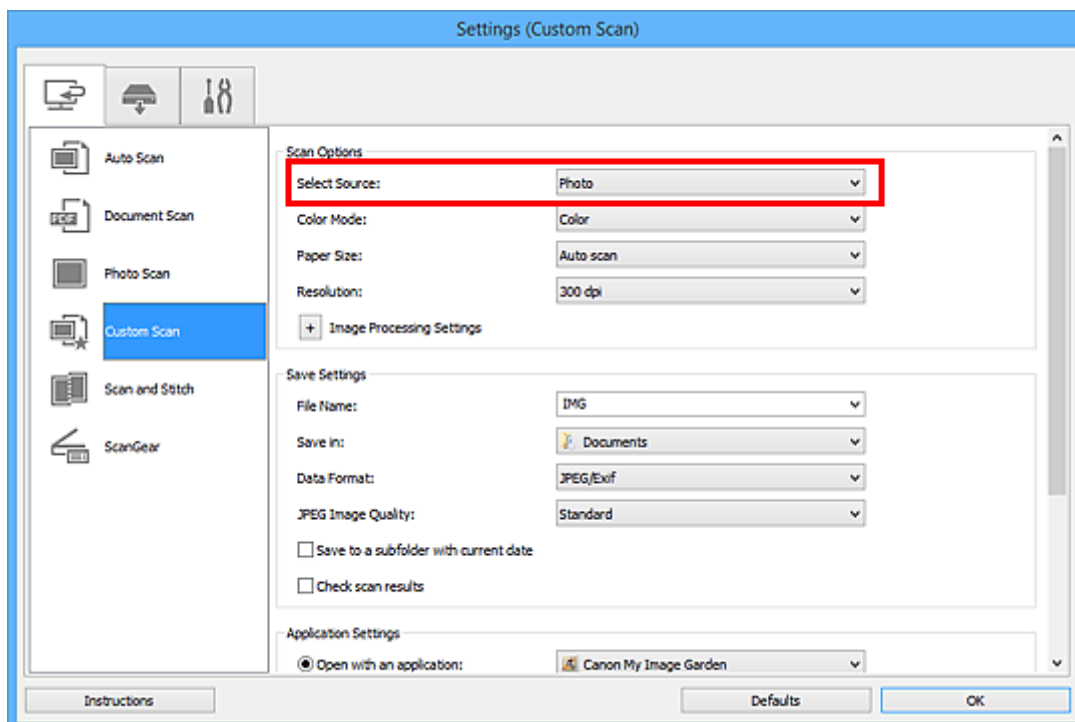 Settings (Custom Scan)
Auto Scan
PDF
Document Scan
Photo Scan
Custom Scan
Scan and Stitch
ScanGear
Scan Options
Select Source: Photo
Color Mode: Color
Paper Size: Auto scan
Resolution: 300 dpi
+ Image Processing Settings
Save Settings
File Name: IMG
Save in: Documents
Data Format: JPEG/Exif
JPEG Image Quality: Standard
Save to a subfolder with current date
Check scan results
Application Settings
Open with an application: Canon My Image Garden
Instructions Defaults OK